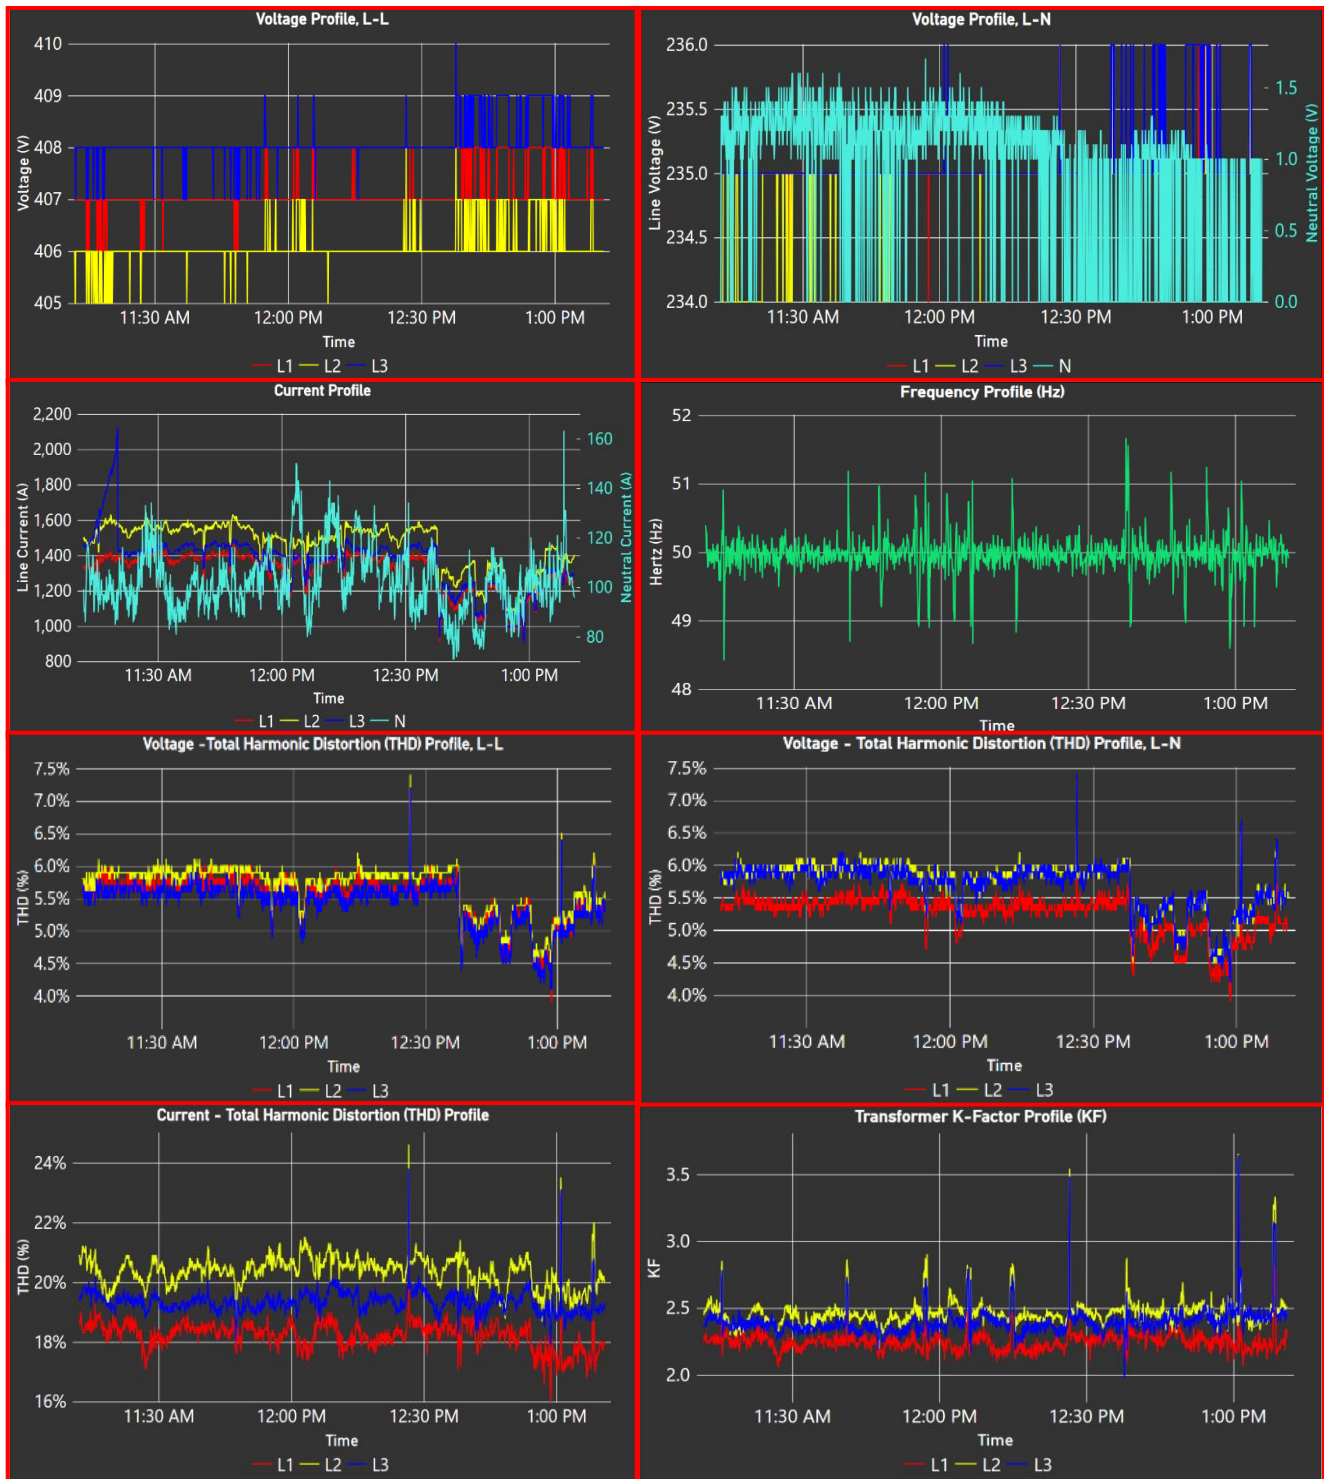 Voltage Profile, L-L
Voltage (V)
410
409
408
407
406
405
11:30 AM 12:00 PM 12:30 PM 1:00 PM
Time
L1 L2 L3
Voltage Profile, L-N
Line Voltage (V)
236.0
235.5
235.0
234.5
234.0
Neutral Voltage (V)
1.5
1.0
0.5
0.0
11:30 AM 12:00 PM 12:30 PM 1:00 PM
Time
L1 L2 L3 N
Current Profile
Line Current (A)
2,200
2,000
1,800
1,600
1,400
1,200
1,000
800
Neutral Current (A)
160
140
120
100
80
11:30 AM 12:00 PM 12:30 PM 1:00 PM
Time
L1 L2 L3 N
Frequency Profile (Hz)
Hertz (Hz)
52
51
50
49
48
11:30 AM 12:00 PM 12:30 PM 1:00 PM
Time
Voltage -Total Harmonic Distortion (THD) Profile, L-L
THD (%)
7.5%
7.0%
6.5%
6.0%
5.5%
5.0%
4.5%
4.0%
11:30 AM 12:00 PM 12:30 PM 1:00 PM
Time
L1 L2 L3
Voltage - Total Harmonic Distortion (THD) Profile, L-N
THD (%)
7.5%
7.0%
6.5%
6.0%
5.5%
5.0%
4.5%
4.0%
11:30 AM 12:00 PM 12:30 PM 1:00 PM
Time
L1 L2 L3
Current - Total Harmonic Distortion (THD) Profile
THD (%)
24%
22%
20%
18%
16%
11:30 AM 12:00 PM 12:30 PM 1:00 PM
Time
L1 L2 L3
Transformer K-Factor Profile (KF)
KF
3.5
3.0
2.5
2.0
11:30 AM 12:00 PM 12:30 PM 1:00 PM
Time
L1 L2 L3